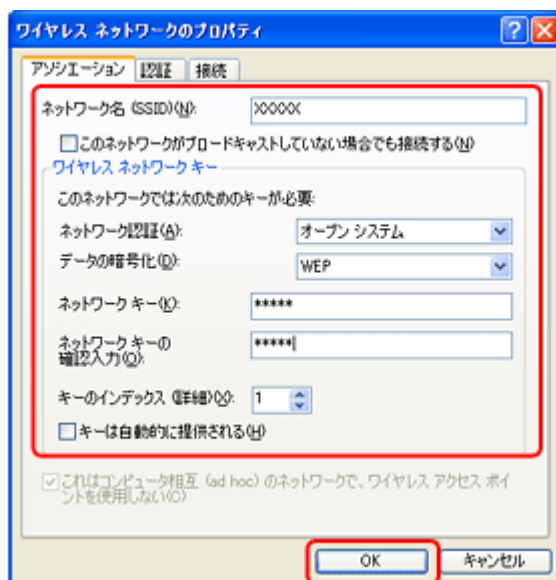 ワイヤレス ネットワークのプロパティ
アソシエーション 認証 接続
ネットワーク名 (SSID)(N): XXXXX
このネットワークがブロードキャストしていない場合でも接続する(N)
ワイヤレス ネットワーク キー
このネットワークでは次のためのキーが必要:
ネットワーク認証(A): オープン システム
データの暗号化(D): WEP
ネットワーク キー(K): *****
ネットワーク キーの
確認入力(O): *****
キーのインデックス (詳細)(X): 1
キーは自動的に提供される(H)
これはコンピュータ相互 (ad hoc) のネットワークで、ワイヤレス アクセス ポイ
ントを使用しない(C)
OK キャンセル